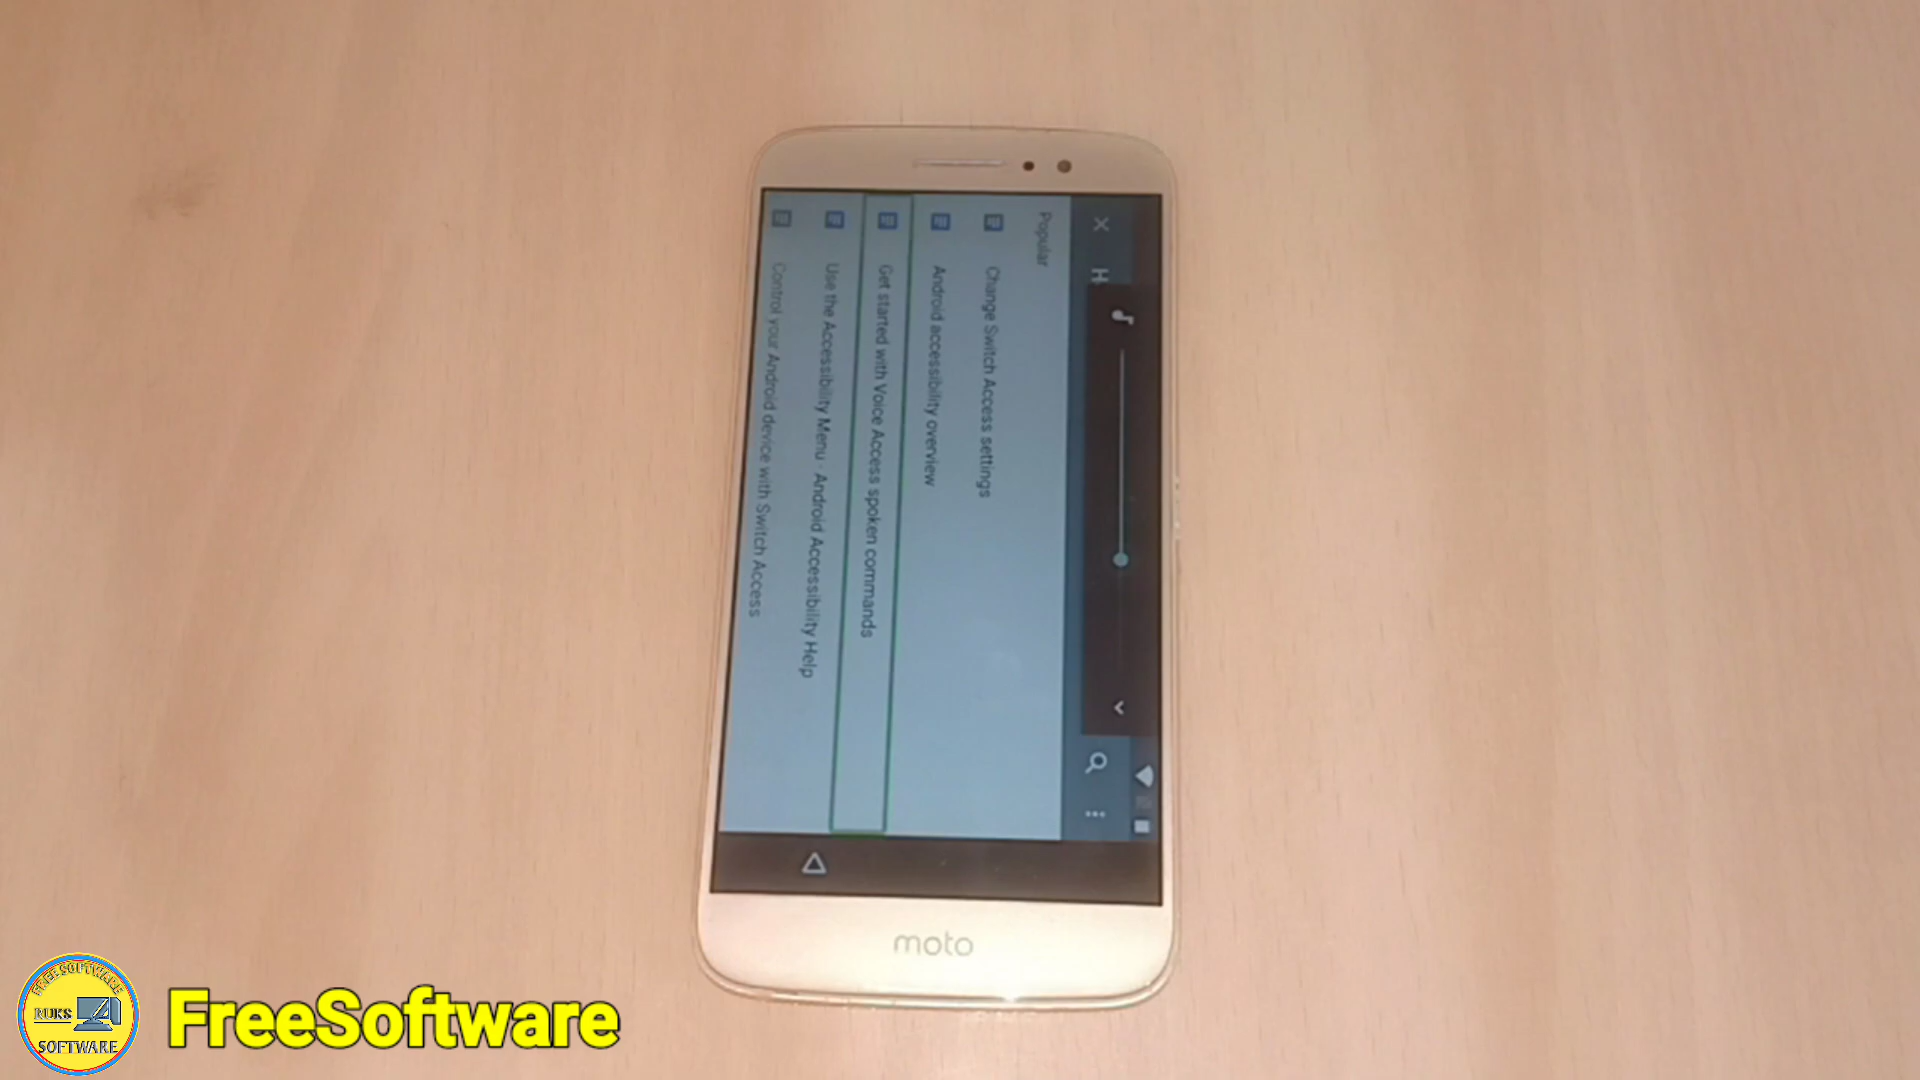 H
Popular
Change Switch Access settings
Android accessibility overview
Get started with Voice Access spoken commands
Use the Accessibility Menu - Android Accessibility Help
Control your Android device with Switch Access
moto
FREE SOFTWARE
RUKS
SOFTWARE
FreeSoftware